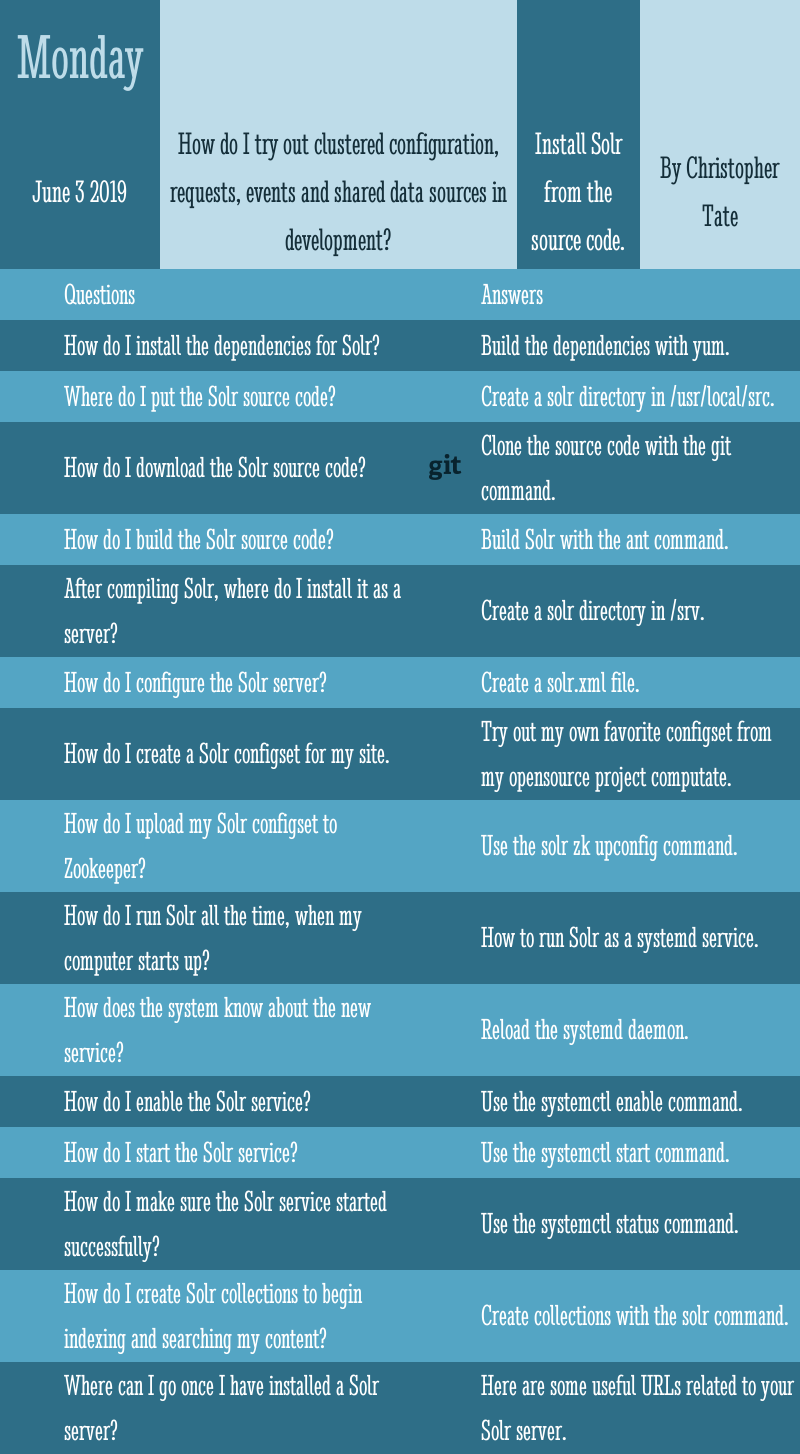 Monday
June 3 2019
How do I try out clustered configuration,
requests, events and shared data sources in
development?
Install Solr
from the
source code.
By Christopher
Tate
Questions
Answers
How do I install the dependencies for Solr?
Build the dependencies with yum.
Where do I put the Solr source code?
Create a solr directory in /usr/local/src.
How do I download the Solr source code?
git
Clone the source code with the git
command.
How do I build the Solr source code?
Build Solr with the ant command.
After compiling Solr, where do I install it as a
server?
Create a solr directory in /srv.
How do I configure the Solr server?
Create a solr.xml file.
How do I create a Solr configset for my site.
Try out my own favorite configset from
my opensource project computate.
How do I upload my Solr configset to
Zookeeper?
Use the solr zk upconfig command.
How do I run Solr all the time, when my
computer starts up?
How to run Solr as a systemd service.
How does the system know about the new
service?
Reload the systemd daemon.
How do I enable the Solr service?
Use the systemctl enable command.
How do I start the Solr service?
Use the systemctl start command.
How do I make sure the Solr service started
successfully?
Use the systemctl status command.
How do I create Solr collections to begin
indexing and searching my content?
Create collections with the solr command.
Where can I go once I have installed a Solr
server?
Here are some useful URLs related to your
Solr server.